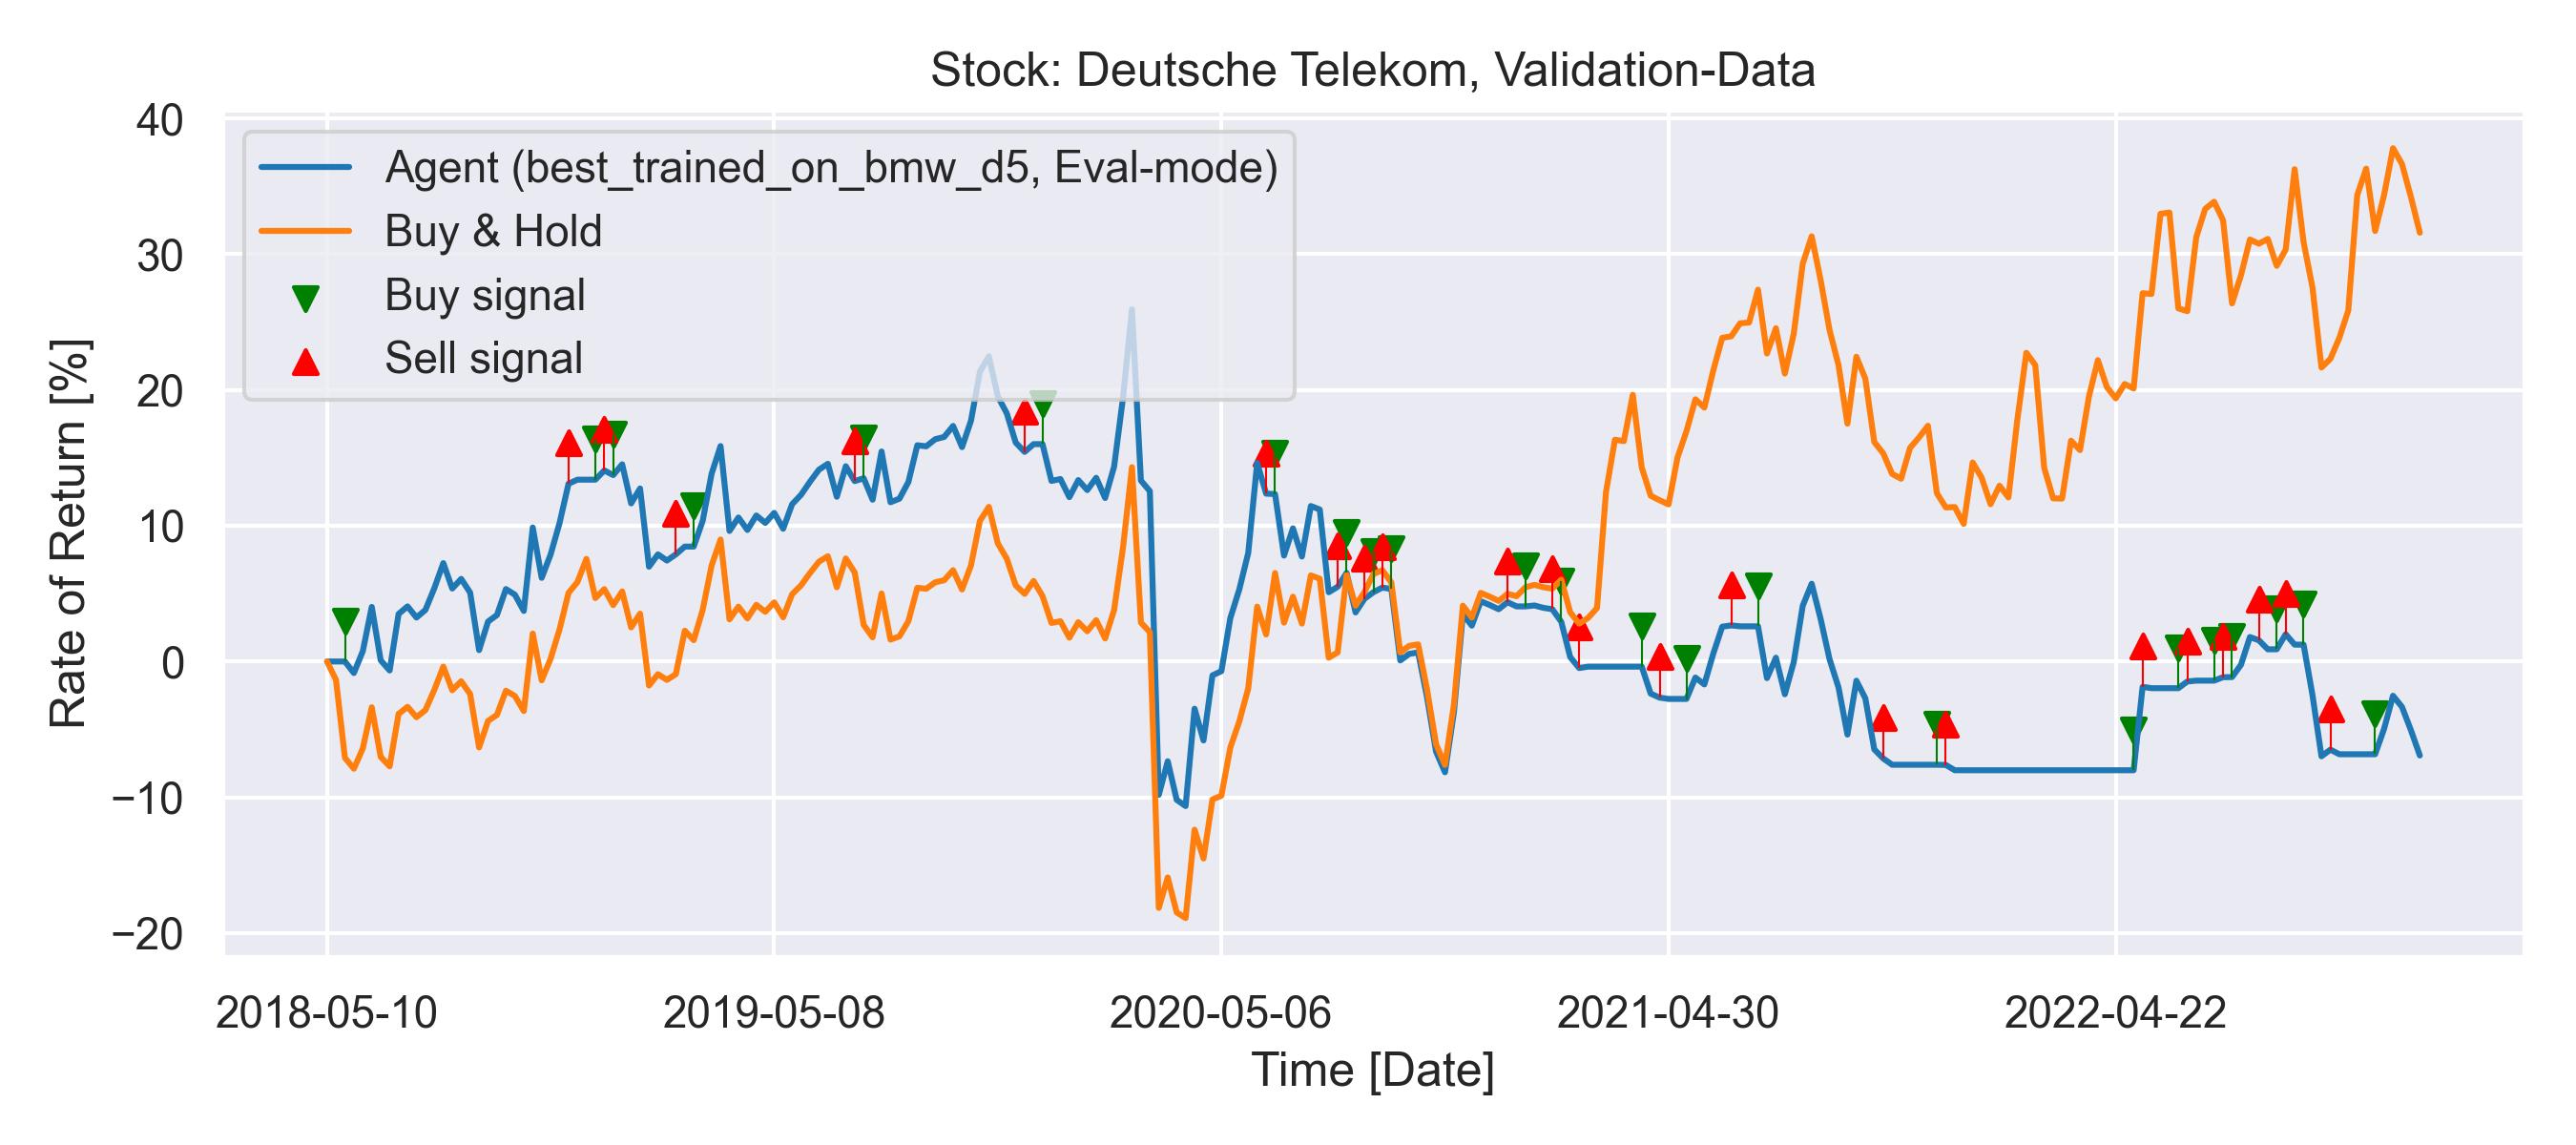 Stock: Deutsche Telekom, Validation-Data
Agent (best_trained_on_bmw_d5, Eval-mode)
Buy & Hold
Buy signal
Sell signal
Rate of Return [%]
40
30
20
10
0
−10
−20
2018-05-10
2019-05-08
2020-05-06
2021-04-30
2022-04-22
Time [Date]